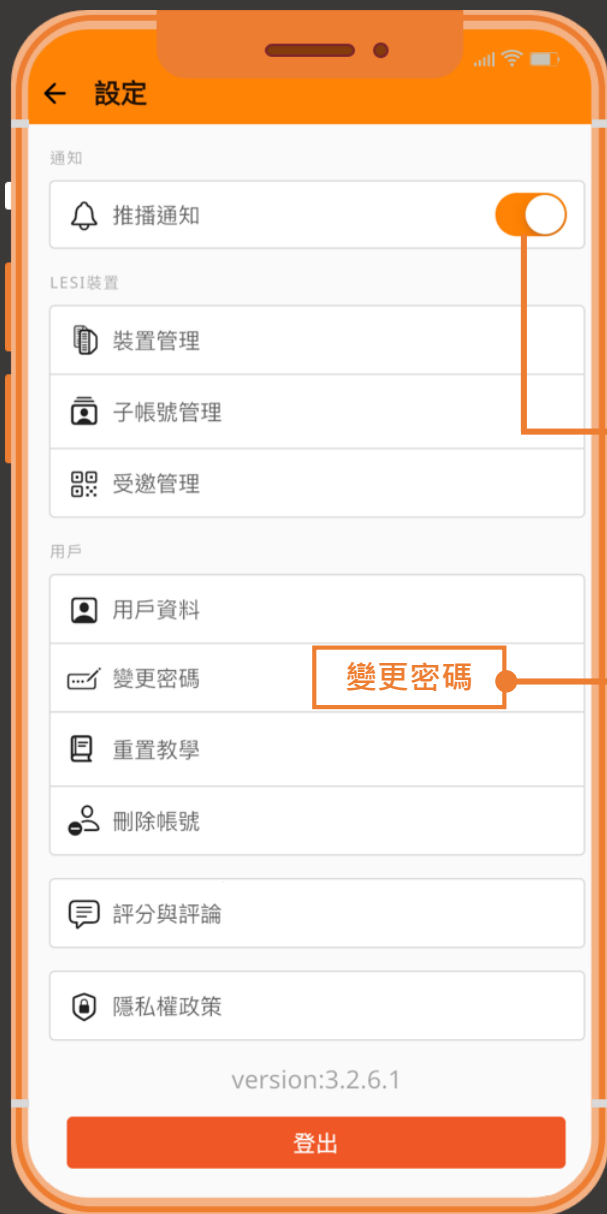 設定
通知
推播通知
LESI裝置
裝置管理
子帳號管理
受邀管理
用戶
用戶資料
變更密碼
變更密碼
重置教學
刪除帳號
評分與評論
隱私權政策
version:3.2.6.1
登出